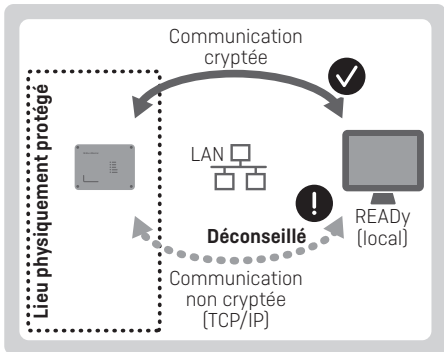 Communication
cryptée
Lieu physiquement protégé
LAN
READy
(local)
Déconseillé
Communication
non cryptée
(TCP/IP)